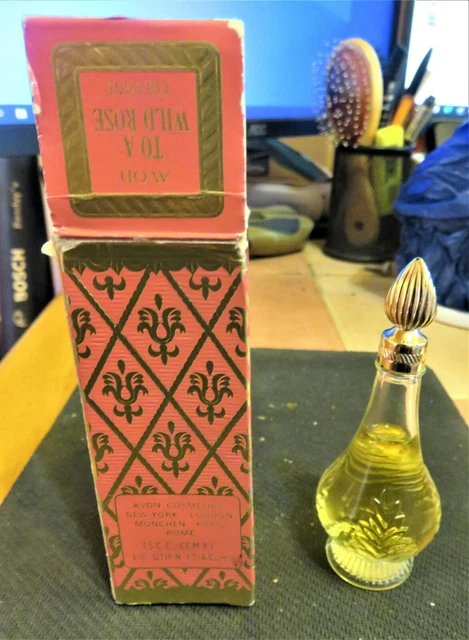 AVON
TO A
WILD ROSE
COLOGNE
AVON COSMETICS
NEW YORK LONDON
MÜNCHEN PARIS
ROME
BOSCH